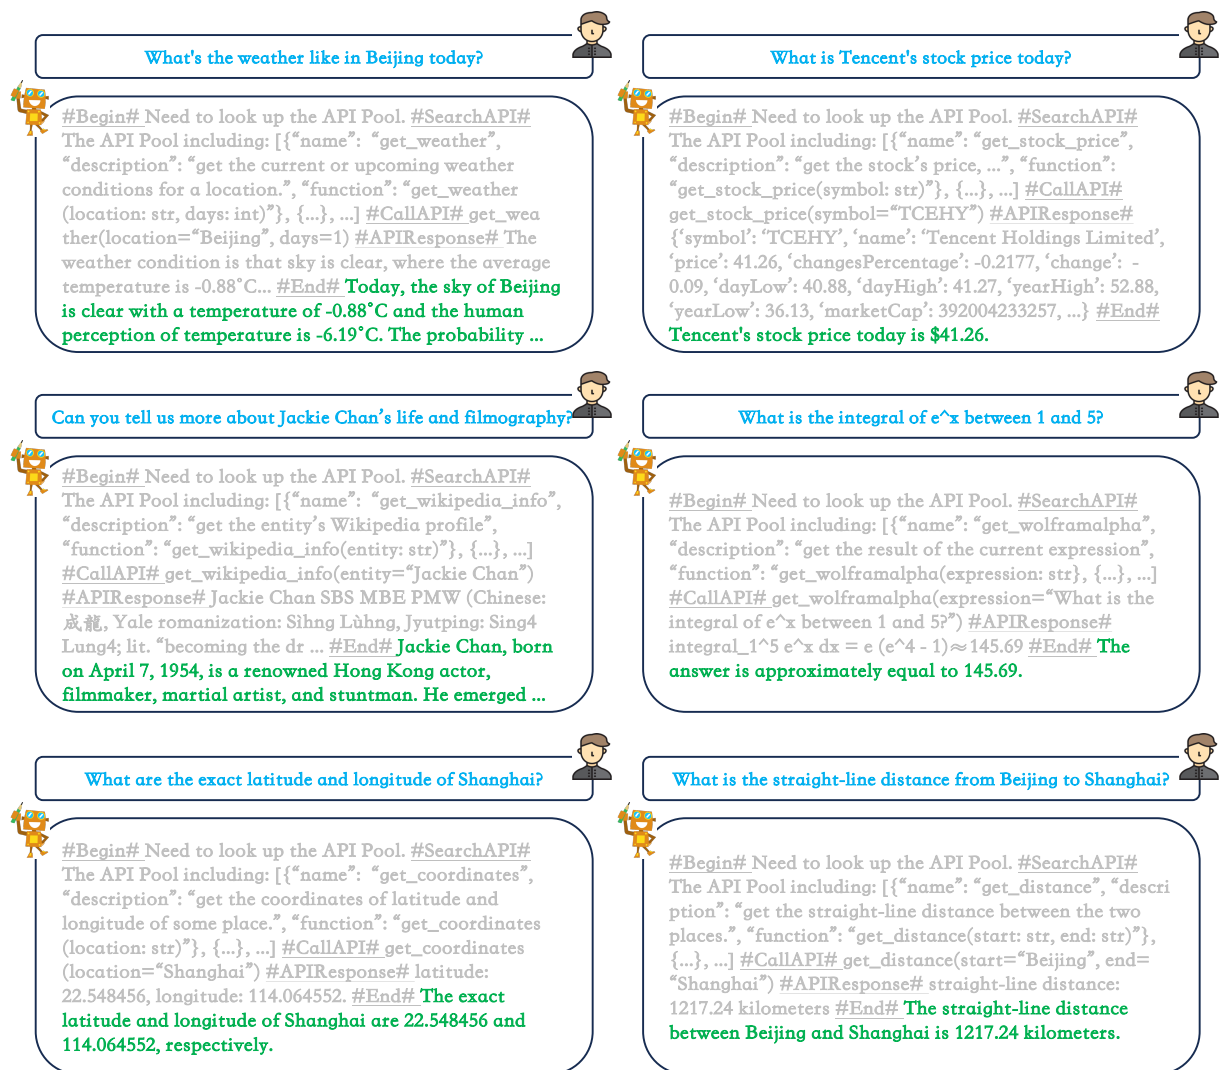 What's the weather like in Beijing today?
#Begin# Need to look up the API Pool. #SearchAPI#
The API Pool including: [{“name”: “get_weather”,
“description”: “get the current or upcoming weather
conditions for a location.”, “function”: “get_weather
(location: str, days: int)”}, {...}, ...] #CallAPI# get_wea
ther(location=“Beijing”, days=1) #APIResponse# The
weather condition is that sky is clear, where the average
temperature is -0.88°C... #End# Today, the sky of Beijing
is clear with a temperature of -0.88°C and the human
perception of temperature is -6.19°C. The probability ...
What is Tencent's stock price today?
#Begin# Need to look up the API Pool. #SearchAPI#
The API Pool including: [{“name”: “get_stock_price”,
“description”: “get the stock’s price, ...”, “function”:
“get_stock_price(symbol: str)”}, {...}, ...] #CallAPI#
get_stock_price(symbol=“TCEHY”) #APIResponse#
{‘symbol’: ‘TCEHY’, ‘name’: ‘Tencent Holdings Limited’,
‘price’: 41.26, ‘changesPercentage’: -0.2177, ‘change’: -
0.09, ‘dayLow’: 40.88, ‘dayHigh’: 41.27, ‘yearHigh’: 52.88,
‘yearLow’: 36.13, ‘marketCap’: 392004233257, ...} #End#
Tencent's stock price today is $41.26.
Can you tell us more about Jackie Chan’s life and filmography?
#Begin# Need to look up the API Pool. #SearchAPI#
The API Pool including: [{“name”: “get_wikipedia_info”,
“description”: “get the entity’s Wikipedia profile”,
“function”: “get_wikipedia_info(entity: str)”}, {...}, ...]
#CallAPI# get_wikipedia_info(entity=“Jackie Chan”)
#APIResponse# Jackie Chan SBS MBE PMW (Chinese:
成龍, Yale romanization: Sìhng Lùhng, Jyutping: Sing4
Lung4; lit. “becoming the dr ... #End# Jackie Chan, born
on April 7, 1954, is a renowned Hong Kong actor,
filmmaker, martial artist, and stuntman. He emerged ...
What is the integral of e^x between 1 and 5?
#Begin# Need to look up the API Pool. #SearchAPI#
The API Pool including: [{“name”: “get_wolframalpha”,
“description”: “get the result of the current expression”,
“function”: “get_wolframalpha(expression: str}, {...}, ...]
#CallAPI# get_wolframalpha(expression=“What is the
integral of e^x between 1 and 5?”) #APIResponse#
integral_1^5 e^x dx = e (e^4 - 1)≈145.69 #End# The
answer is approximately equal to 145.69.
What are the exact latitude and longitude of Shanghai?
#Begin# Need to look up the API Pool. #SearchAPI#
The API Pool including: [{“name”: “get_coordinates”,
“description”: “get the coordinates of latitude and
longitude of some place.”, “function”: “get_coordinates
(location: str)”}, {...}, ...] #CallAPI# get_coordinates
(location=“Shanghai”) #APIResponse# latitude:
22.548456, longitude: 114.064552. #End# The exact
latitude and longitude of Shanghai are 22.548456 and
114.064552, respectively.
What is the straight-line distance from Beijing to Shanghai?
#Begin# Need to look up the API Pool. #SearchAPI#
The API Pool including: [{“name”: “get_distance”, “descri
ption”: “get the straight-line distance between the two
places.”, “function”: “get_distance(start: str, end: str)”},
{...}, ...] #CallAPI# get_distance(start=“Beijing”, end=
“Shanghai”) #APIResponse# straight-line distance:
1217.24 kilometers #End# The straight-line distance
between Beijing and Shanghai is 1217.24 kilometers.